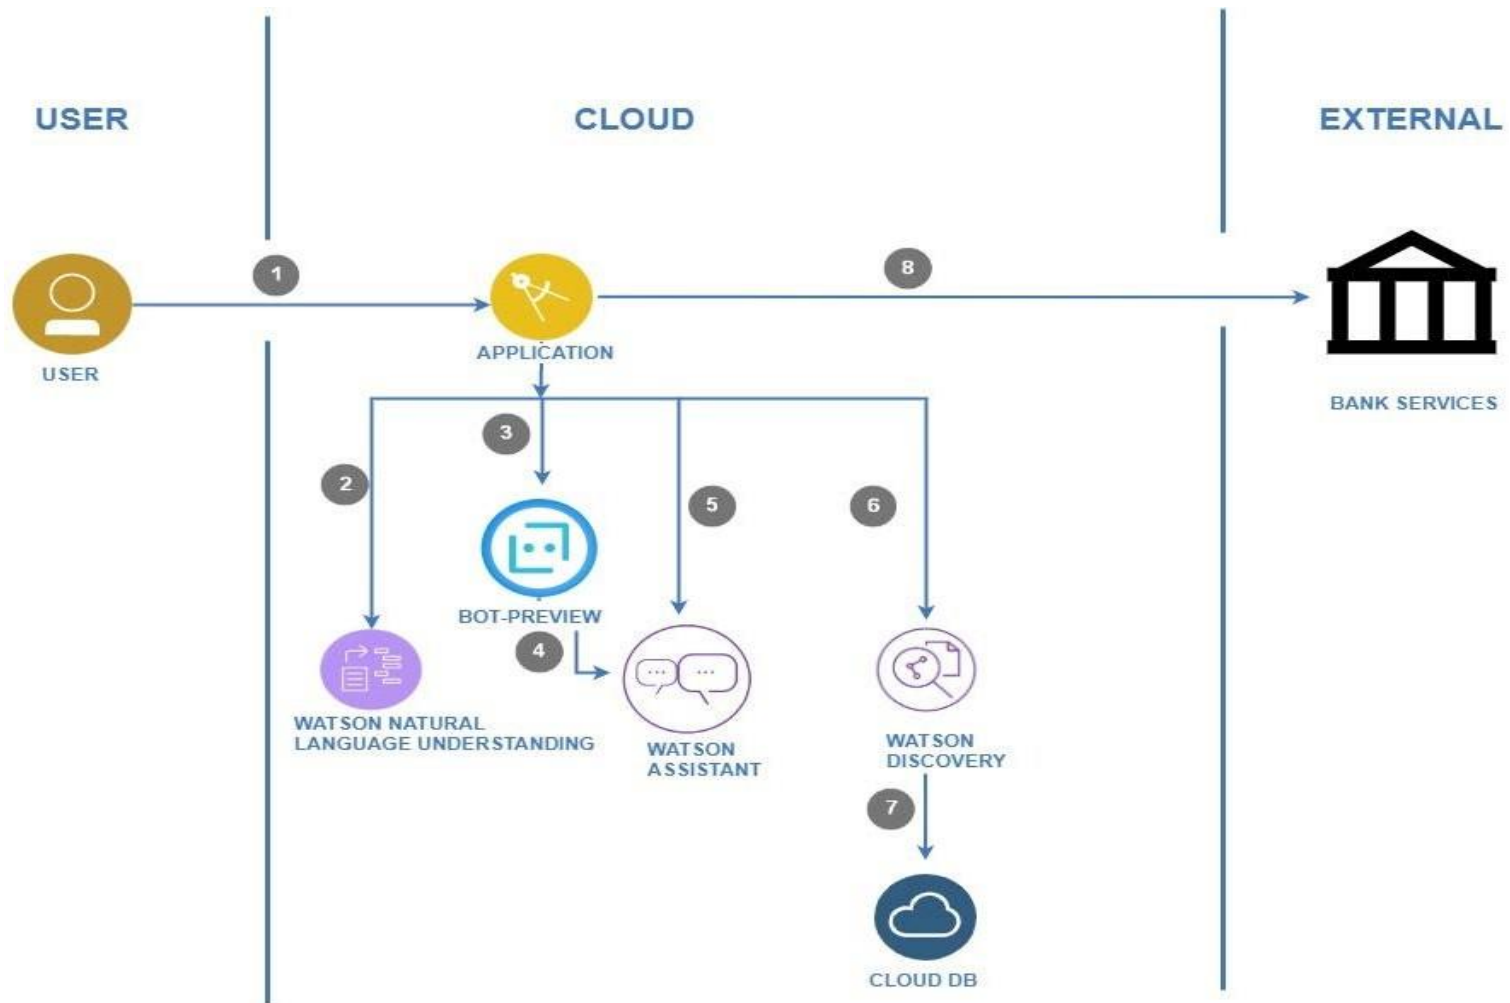 USER
CLOUD
EXTERNAL
1
8
USER
APPLICATION
BANK SERVICES
3
2
5
6
BOT-PREVIEW
4
WATSON NATURAL
LANGUAGE UNDERSTANDING
WATSON
ASSISTANT
WATSON
DISCOVERY
7
CLOUD DB